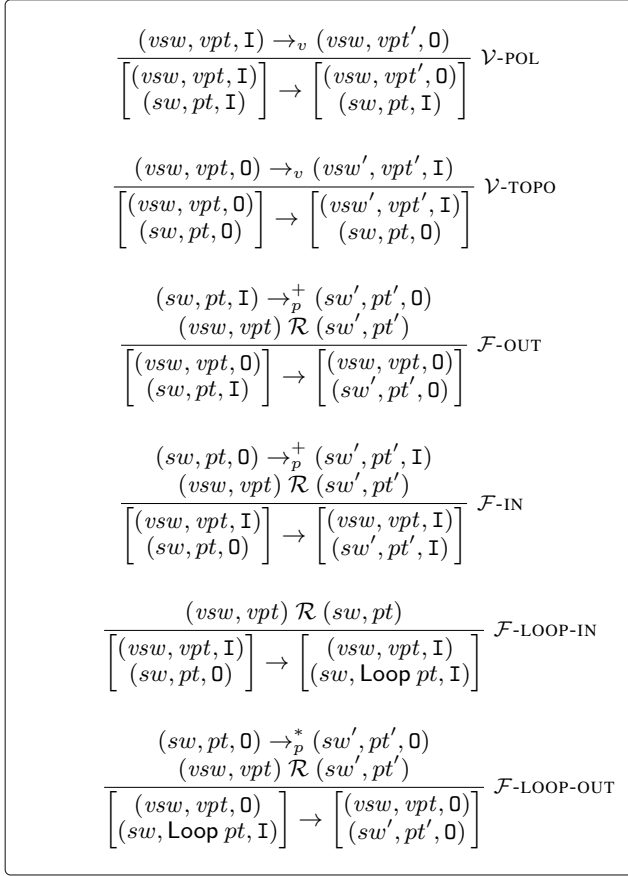 (vsw, vpt, I) →_v (vsw, vpt′, O)
[(vsw, vpt, I) (sw, pt, I)] → [(vsw, vpt′, O) (sw, pt, I)] 𝒱-POL
(vsw, vpt, O) →_v (vsw′, vpt′, I)
[(vsw, vpt, O) (sw, pt, O)] → [(vsw′, vpt′, I) (sw, pt, O)] 𝒱-TOPO
(sw, pt, I) →_p^+ (sw′, pt′, O)
(vsw, vpt) ℛ (sw′, pt′)
[(vsw, vpt, O) (sw, pt, I)] → [(vsw, vpt, O) (sw′, pt′, O)] ℱ-OUT
(sw, pt, O) →_p^+ (sw′, pt′, I)
(vsw, vpt) ℛ (sw′, pt′)
[(vsw, vpt, I) (sw, pt, O)] → [(vsw, vpt, I) (sw′, pt′, I)] ℱ-IN
(vsw, vpt) ℛ (sw, pt)
[(vsw, vpt, I) (sw, pt, O)] → [(vsw, vpt, I) (sw, Loop pt, I)] ℱ-LOOP-IN
(sw, pt, O) →_p^* (sw′, pt′, O)
(vsw, vpt) ℛ (sw′, pt′)
[(vsw, vpt, O) (sw, Loop pt, I)] → [(vsw, vpt, O) (sw′, pt′, O)] ℱ-LOOP-OUT